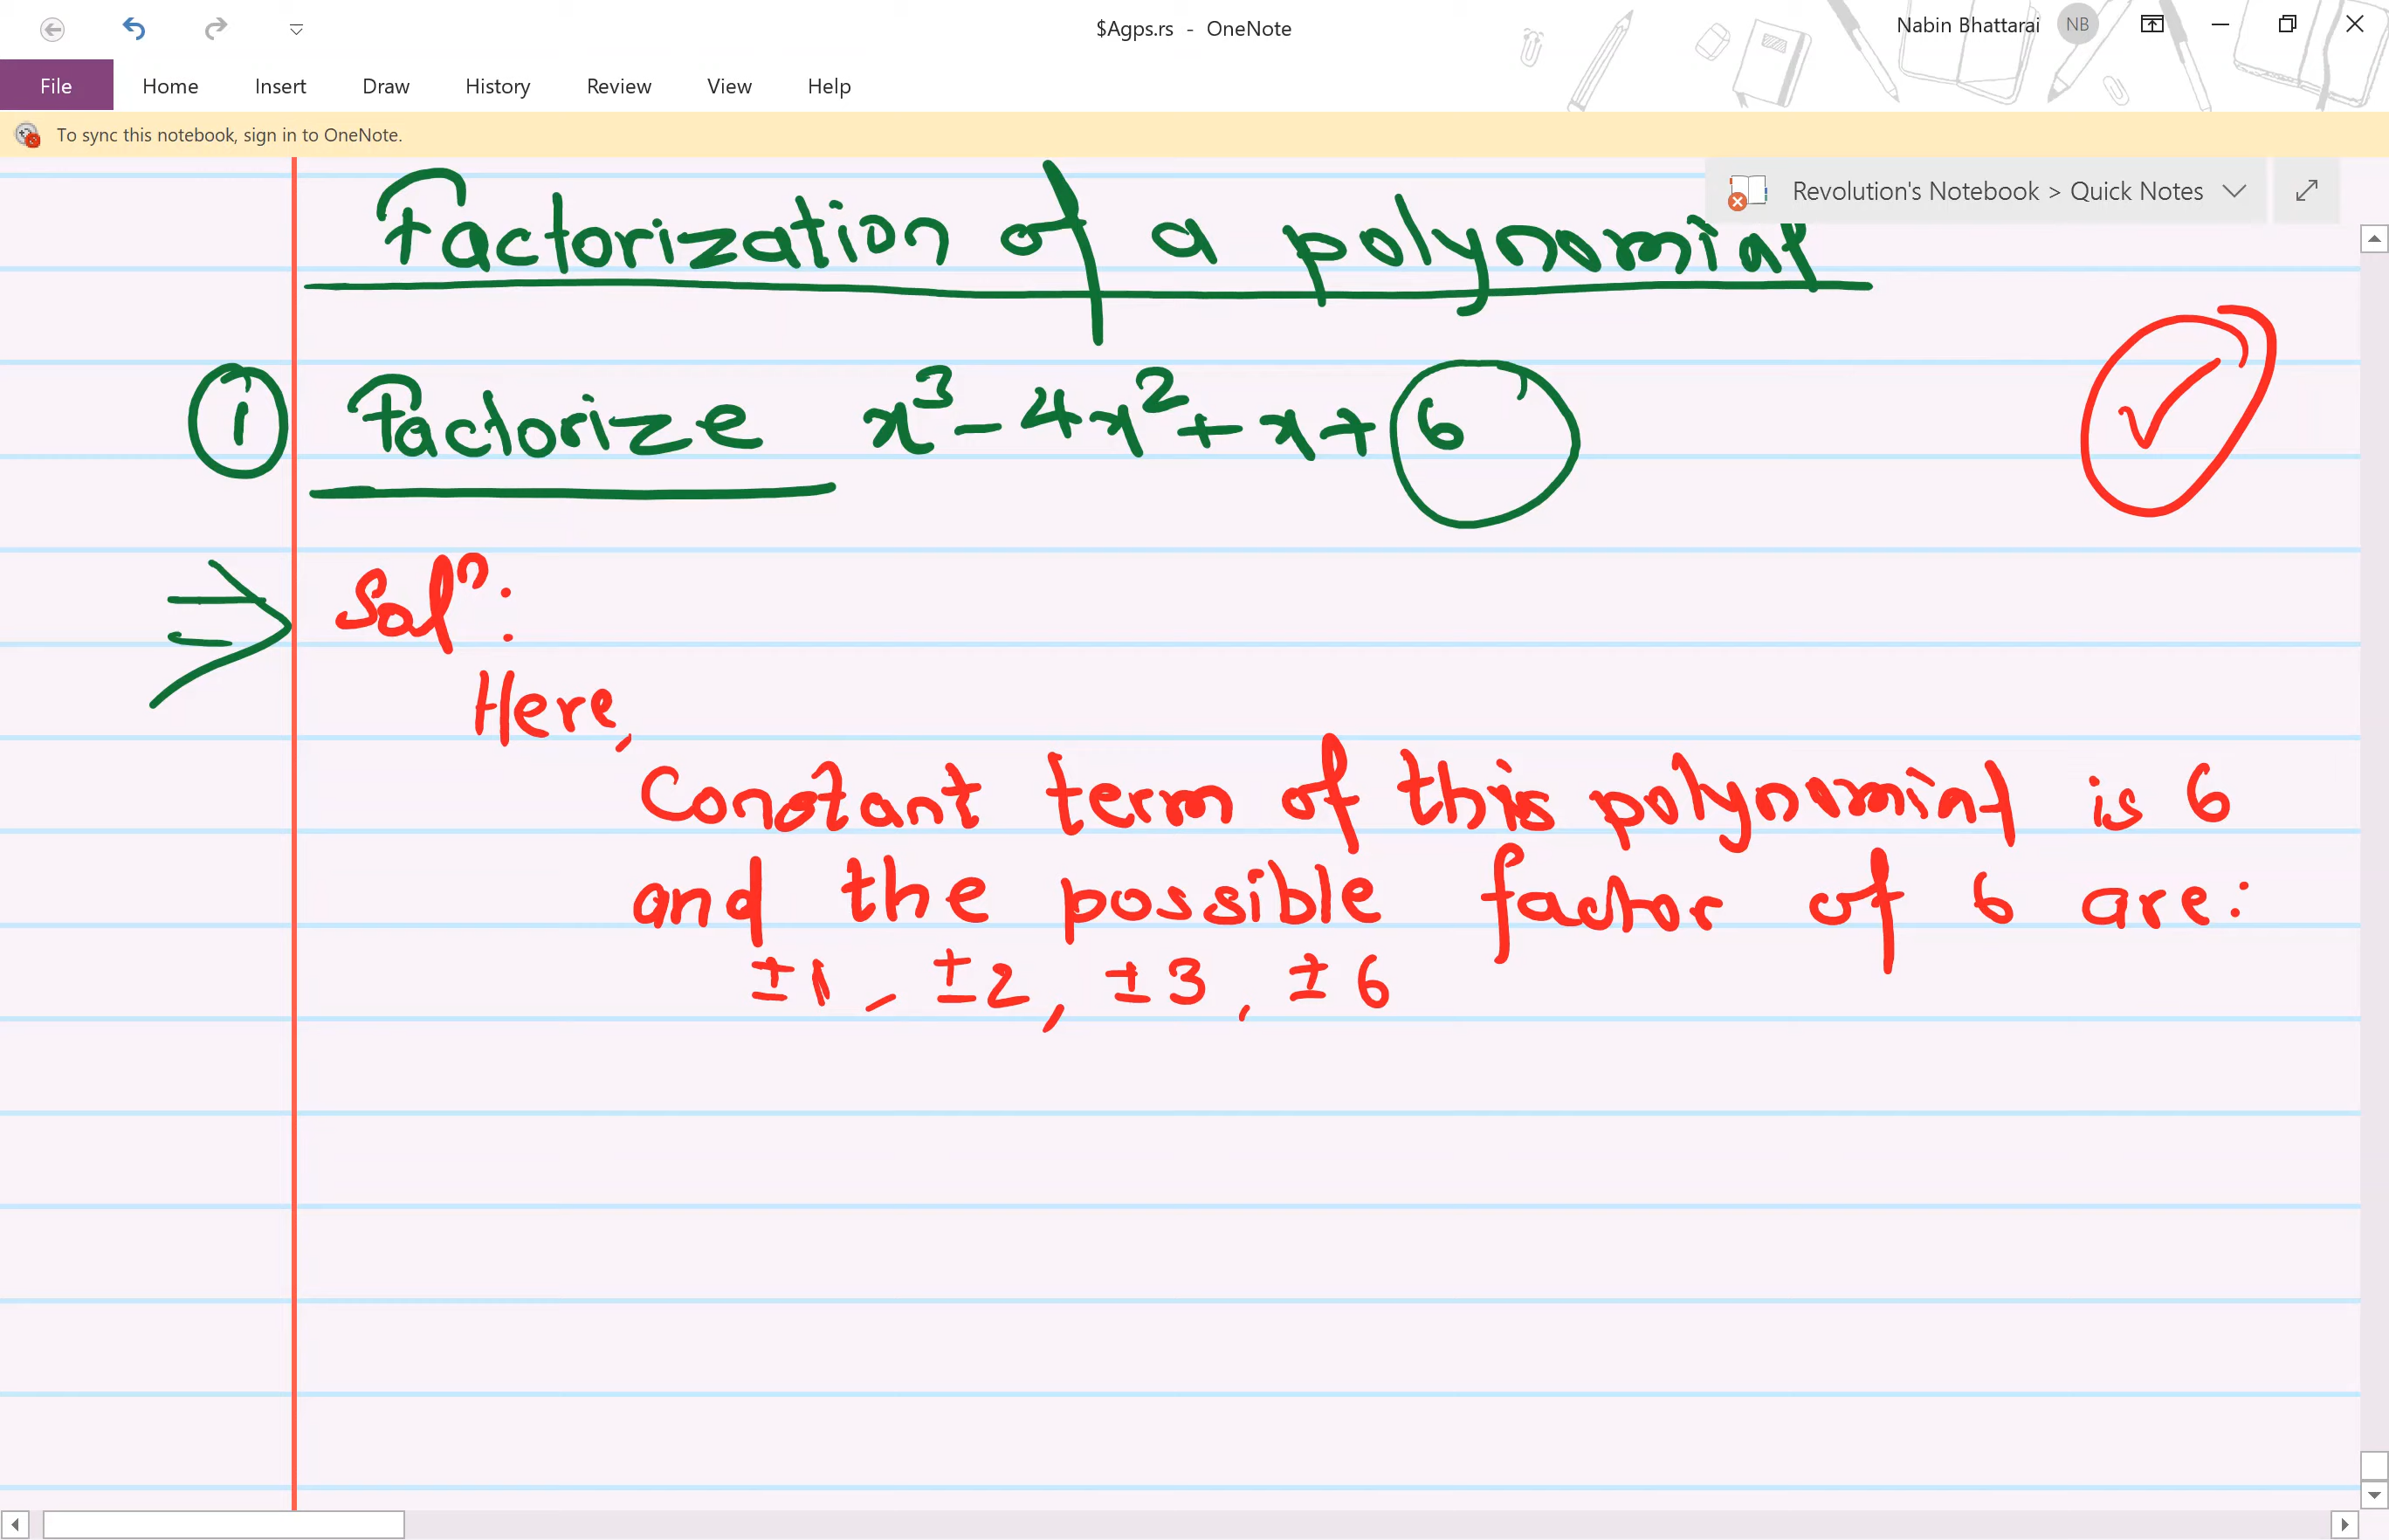 $Agps.rs - OneNote
Nabin Bhattarai NB
File Home Insert Draw History Review View Help
To sync this notebook, sign in to OneNote.
Revolution's Notebook > Quick Notes
Factorization of a polynomial
① Factorize x³ - 4x² + x + 6
⇒ Solⁿ:
Here,
Constant term of this polynomial is 6
and the possible factor of 6 are:
±1, ±2, ±3, ±6